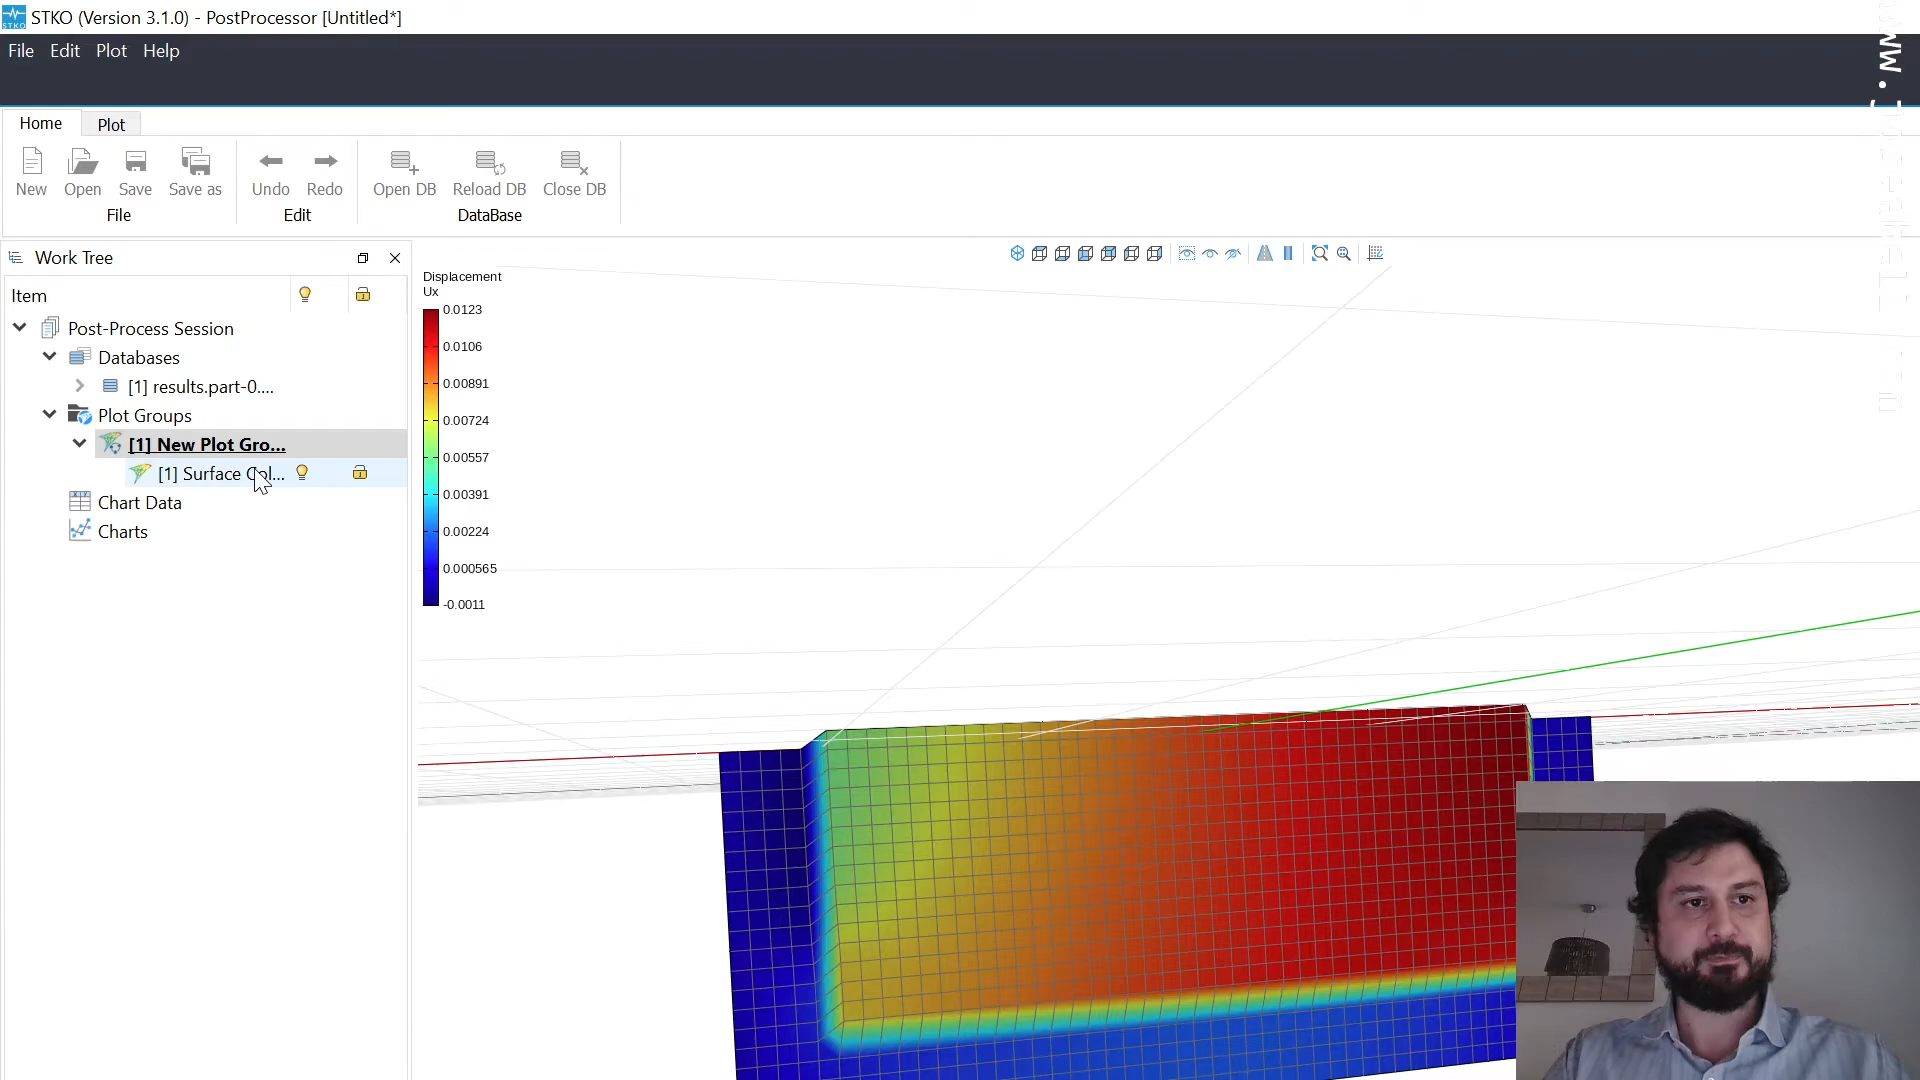 STKO (Version 3.1.0) - PostProcessor [Untitled*]
File Edit Plot Help
www.
Home Plot
New Open Save Save as Undo Redo Open DB Reload DB Close DB
File Edit DataBase
Work Tree
Item
Post-Process Session
Databases
[1] results.part-0....
Plot Groups
[1] New Plot Gro...
[1] Surface Col...
Chart Data
Charts
Displacement
Ux
0.0123
0.0106
0.00891
0.00724
0.00557
0.00391
0.00224
0.000565
-0.0011